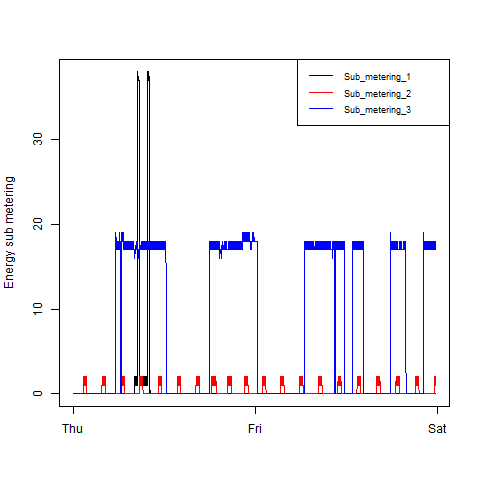 Sub_metering_1
Sub_metering_2
Sub_metering_3
Energy sub metering
30
20
10
0
Thu Fri Sat